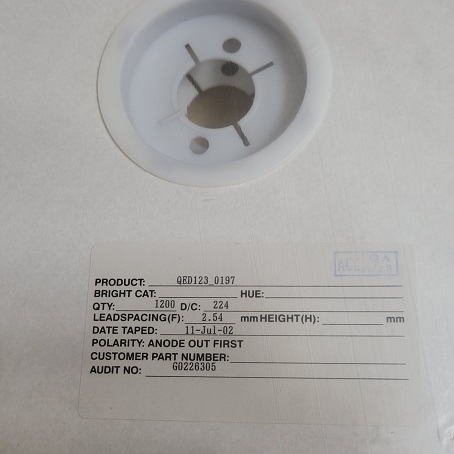 PRODUCT: QED123_0197
BRIGHT CAT: HUE:
QTY: 1200 D/C: 224
LEADSPACING(F): 2.54 mm HEIGHT(H): mm
DATE TAPED: 11-Jul-02
POLARITY: ANODE OUT FIRST
CUSTOMER PART NUMBER:
AUDIT NO: G0226305